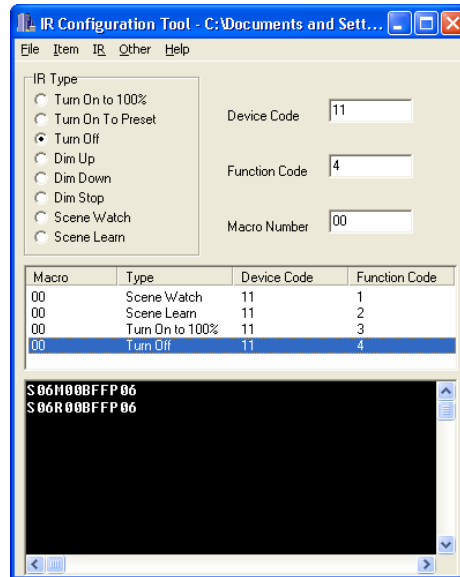 IR Configuration Tool - C:\Documents and Sett...
File Item IR Other Help
IR Type
Turn On to 100%
Turn On To Preset
Turn Off
Dim Up
Dim Down
Dim Stop
Scene Watch
Scene Learn
Device Code 11
Function Code 4
Macro Number 00
Macro Type Device Code Function Code
00 Scene Watch 11 1
00 Scene Learn 11 2
00 Turn On to 100% 11 3
00 Turn Off 11 4
S06M00BFFP06
S06R00BFFP06